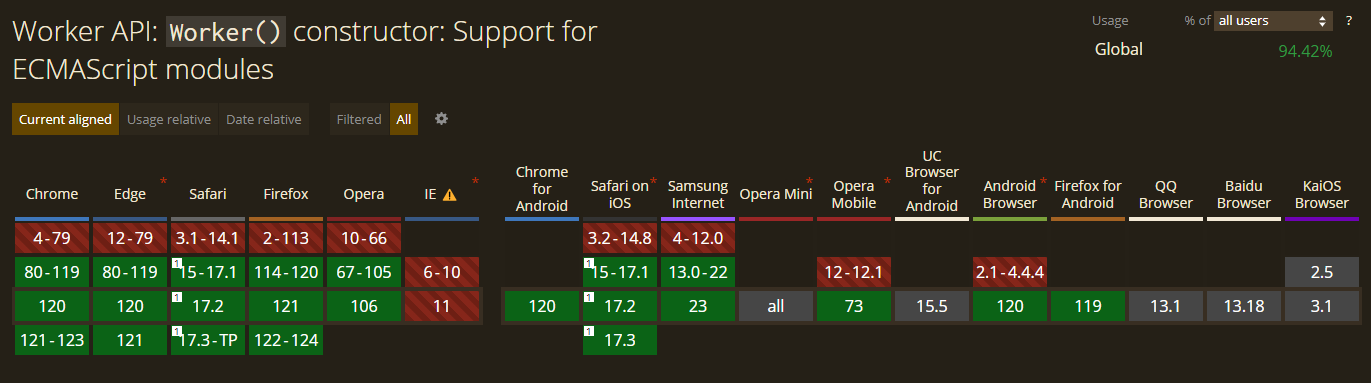 Worker API: Worker() constructor: Support for
ECMAScript modules
Usage % of all users ?
Global 94.42%
Current aligned Usage relative Date relative Filtered All
Chrome Edge * Safari Firefox Opera IE * Chrome for Android Safari on iOS * Samsung Internet Opera Mini * Opera Mobile * UC Browser for Android Android Browser * Firefox for Android QQ Browser Baidu Browser KaiOS Browser
4-79 12-79 3.1-14.1 2-113 10-66 3.2-14.8 4-12.0
80-119 80-119 1 15-17.1 114-120 67-105 6-10 1 15-17.1 13.0-22 12-12.1 2.1-4.4.4 2.5
120 120 1 17.2 121 106 11 120 1 17.2 23 all 73 15.5 120 119 13.1 13.18 3.1
121-123 121 1 17.3-TP 122-124 1 17.3